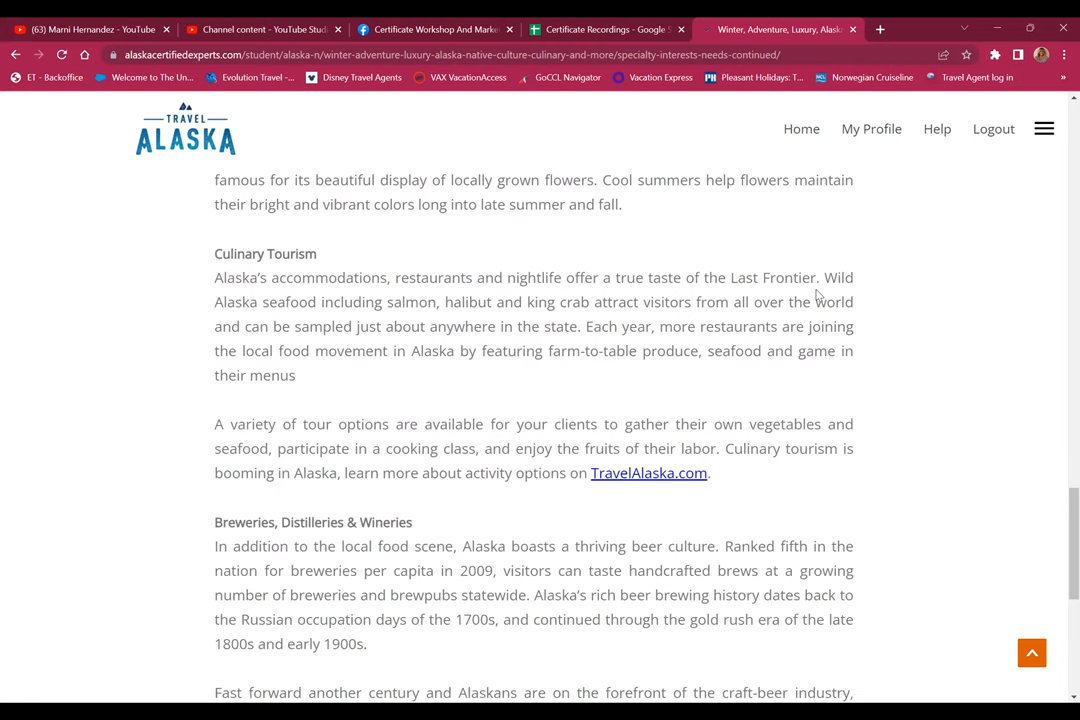 (63) Marni Hernandez - YouTube
Channel content - YouTube Studi
Certificate Workshop And Marke
Certificate Recordings - Google S
Winter, Adventure, Luxury, Alaska
alaskacertifiedexperts.com/student/alaska-n/winter-adventure-luxury-alaska-native-culture-culinary-and-more/specialty-interests-needs-continued/
ET - Backoffice
Welcome to The Un...
Evolution Travel -...
Disney Travel Agents
VAX VacationAccess
GoCCL Navigator
Vacation Express
Pleasant Holidays: T...
Norwegian Cruiseline
Travel Agent log in
»
TRAVEL
ALASKA
Home My Profile Help Logout
famous for its beautiful display of locally grown flowers. Cool summers help flowers maintain
their bright and vibrant colors long into late summer and fall.
Culinary Tourism
Alaska's accommodations, restaurants and nightlife offer a true taste of the Last Frontier. Wild
Alaska seafood including salmon, halibut and king crab attract visitors from all over the world
and can be sampled just about anywhere in the state. Each year, more restaurants are joining
the local food movement in Alaska by featuring farm-to-table produce, seafood and game in
their menus
A variety of tour options are available for your clients to gather their own vegetables and
seafood, participate in a cooking class, and enjoy the fruits of their labor. Culinary tourism is
booming in Alaska, learn more about activity options on TravelAlaska.com.
Breweries, Distilleries & Wineries
In addition to the local food scene, Alaska boasts a thriving beer culture. Ranked fifth in the
nation for breweries per capita in 2009, visitors can taste handcrafted brews at a growing
number of breweries and brewpubs statewide. Alaska's rich beer brewing history dates back to
the Russian occupation days of the 1700s, and continued through the gold rush era of the late
1800s and early 1900s.
Fast forward another century and Alaskans are on the forefront of the craft-beer industry,